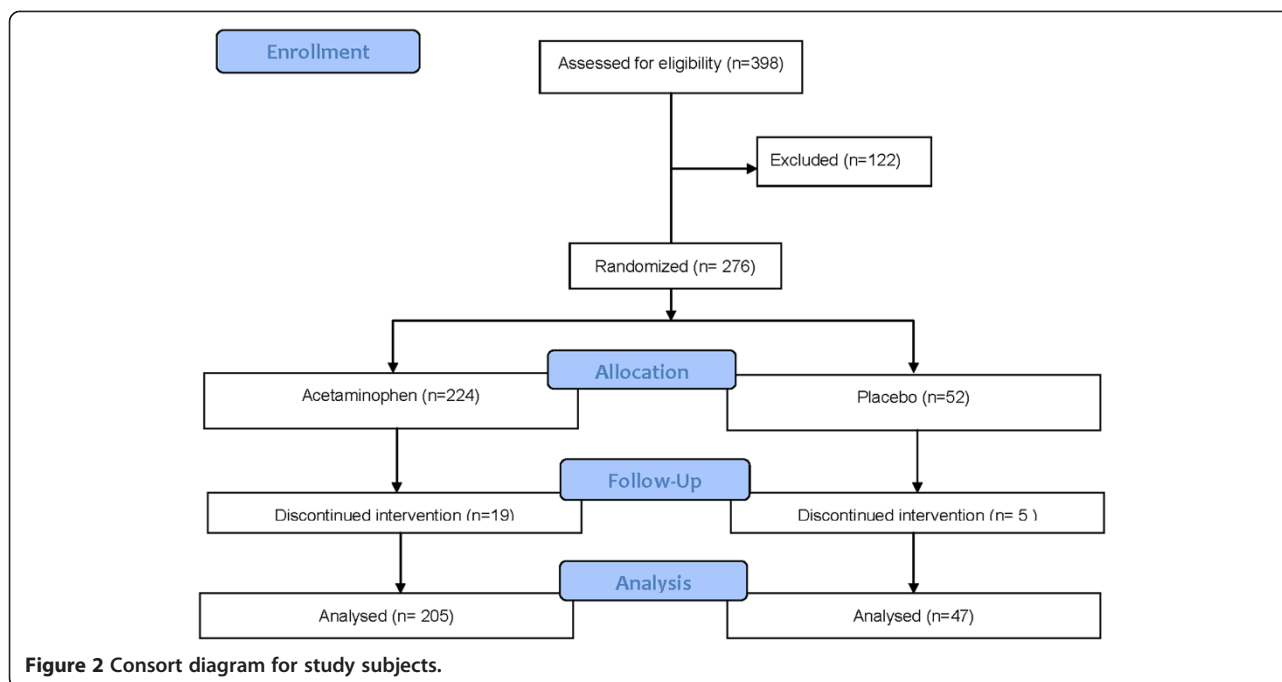 Enrollment
Assessed for eligibility (n=398)
Excluded (n=122)
Randomized (n= 276)
Allocation
Acetaminophen (n=224)
Placebo (n=52)
Follow-Up
Discontinued intervention (n=19)
Discontinued intervention (n= 5 )
Analysis
Analysed (n= 205)
Analysed (n=47)
Figure 2 Consort diagram for study subjects.